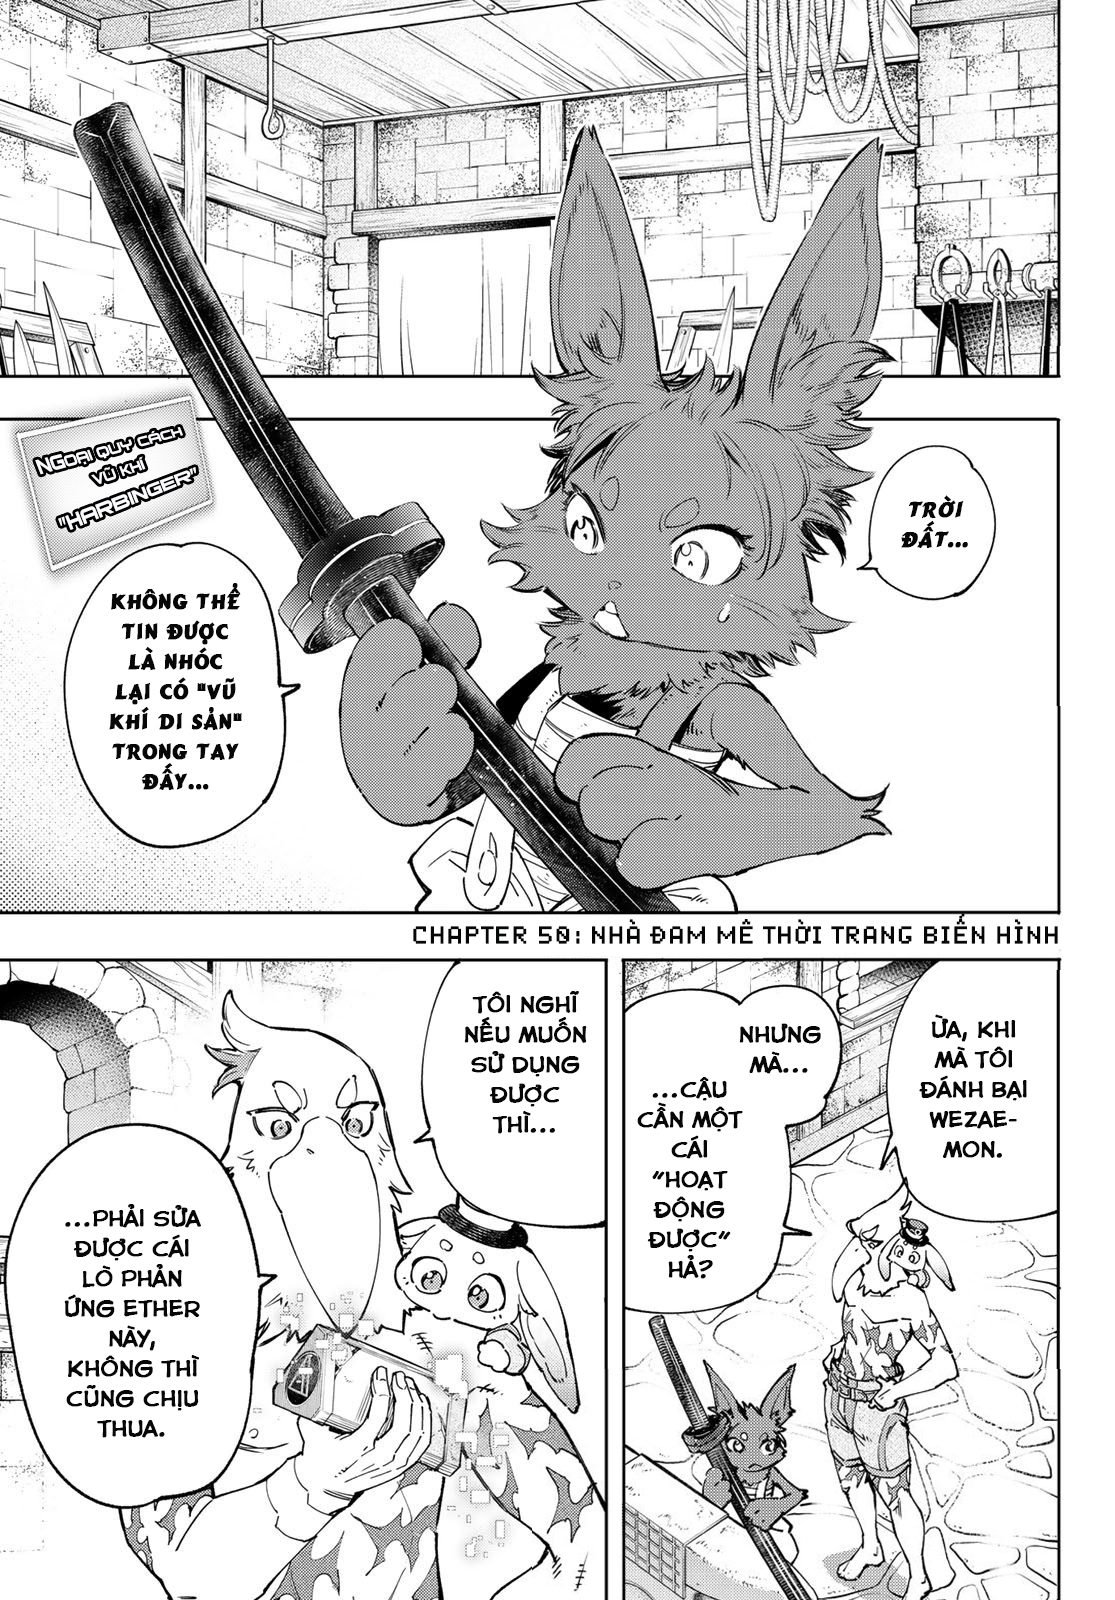 TRỜI
ĐẤT...
NGOẠI QUY CÁCH
VŨ KHÍ
"HARBINGER"
KHÔNG THỂ
TIN ĐƯỢC
LÀ NHÓC
LẠI CÓ "VŨ
KHÍ DI SẢN"
TRONG TAY
ĐẤY...
CHAPTER 50: NHÀ ĐAM MÊ THỜI TRANG BIẾN HÌNH
ỪA, KHI
MÀ TÔI
ĐÁNH BẠI
WEZAE-
MON.
NHƯNG
MÀ...
...CẬU
CẦN MỘT
CÁI
"HOẠT
ĐỘNG
ĐƯỢC"
HẢ?
TÔI NGHĨ
NẾU MUỐN
SỬ DỤNG
ĐƯỢC
THÌ...
...PHẢI SỬA
ĐƯỢC CÁI
LÒ PHẢN
ỨNG ETHER
NÀY,
KHÔNG THÌ
CŨNG CHỊU
THUA.